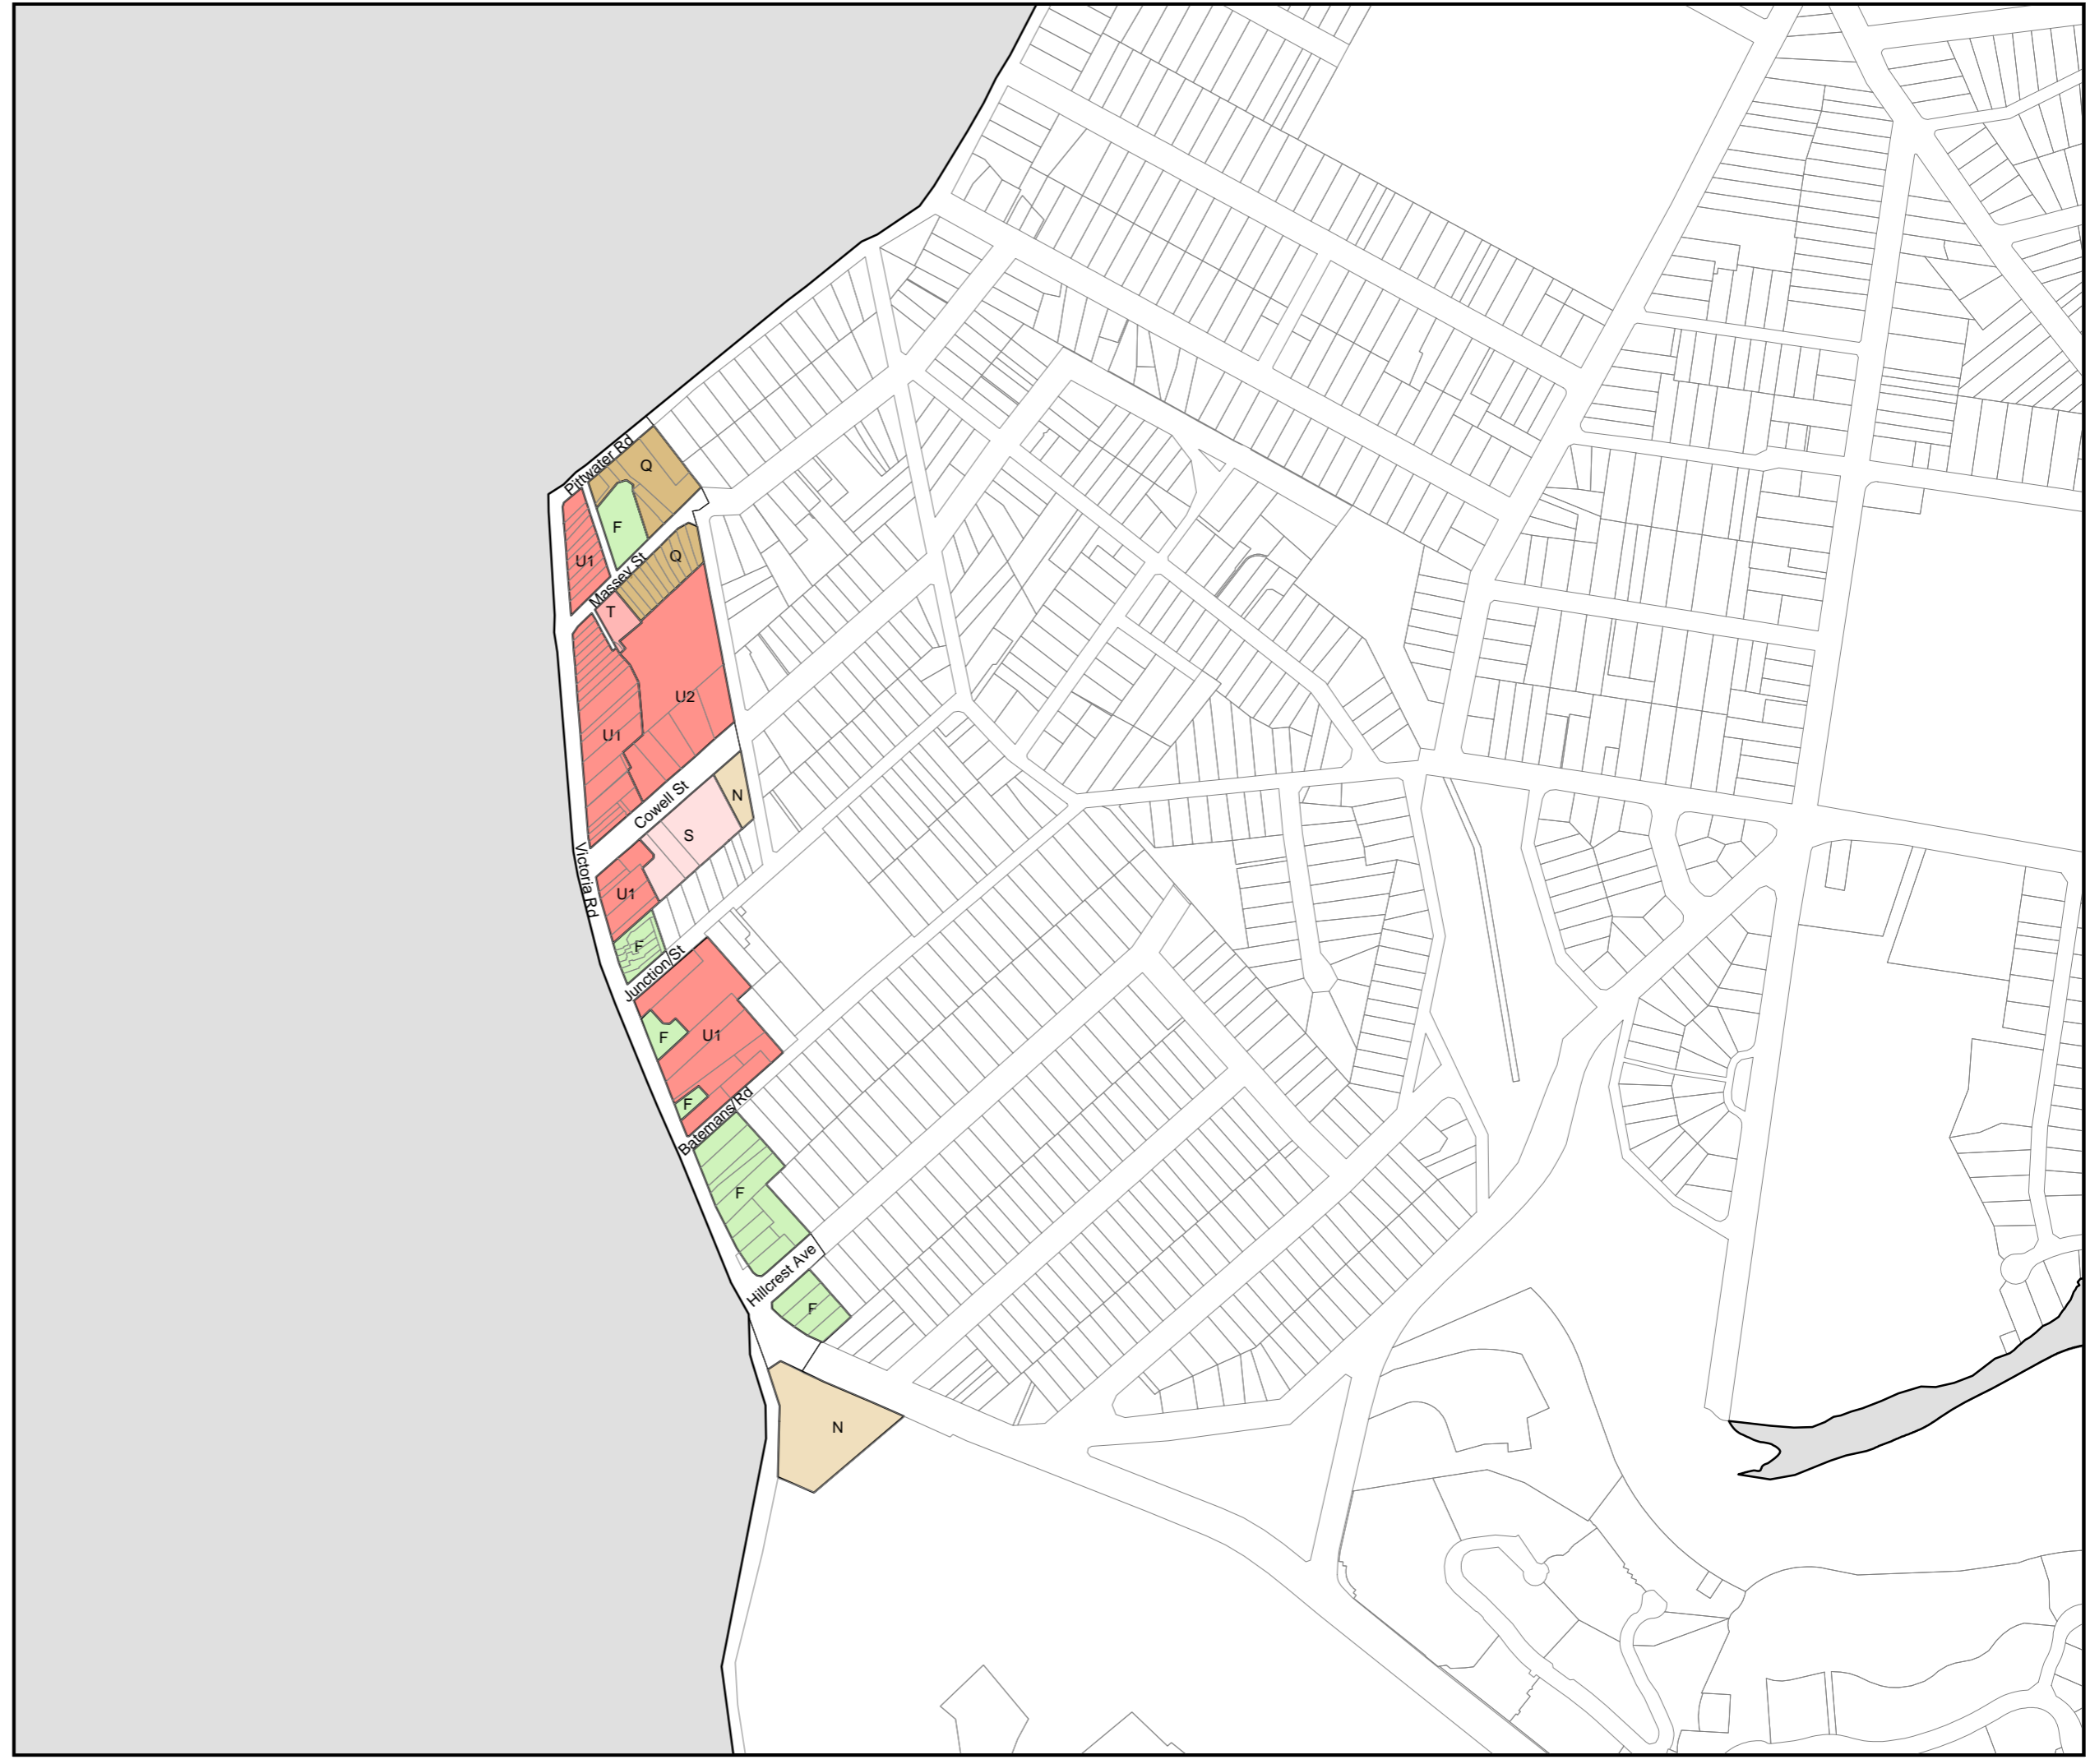 Pittwater Rd
Q
F
U1
Q
Massey St
T
U2
U1
Cowell St
N
S
Victoria Rd
U1
F
Junction St
F
U1
F
Batemans Rd
F
Hillcrest Ave
F
N